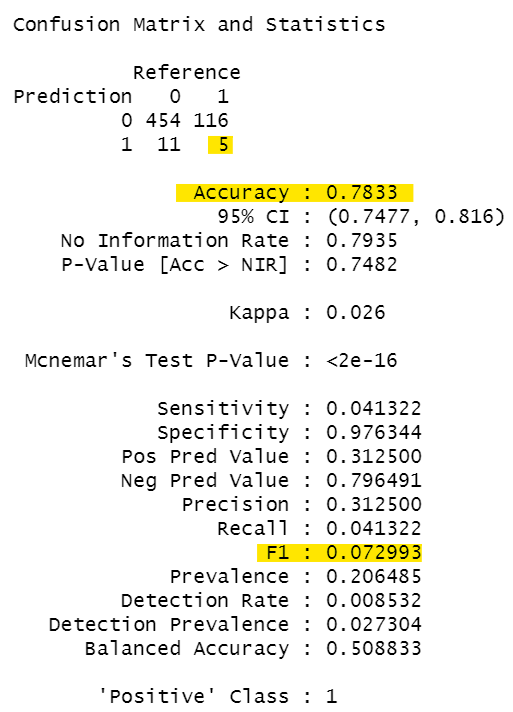 Confusion Matrix and Statistics
Reference
Prediction 0 1
0 454 116
1 11 5
Accuracy : 0.7833
95% CI : (0.7477, 0.816)
No Information Rate : 0.7935
P-Value [Acc > NIR] : 0.7482
Kappa : 0.026
Mcnemar's Test P-Value : <2e-16
Sensitivity : 0.041322
Specificity : 0.976344
Pos Pred Value : 0.312500
Neg Pred Value : 0.796491
Precision : 0.312500
Recall : 0.041322
F1 : 0.072993
Prevalence : 0.206485
Detection Rate : 0.008532
Detection Prevalence : 0.027304
Balanced Accuracy : 0.508833
'Positive' Class : 1